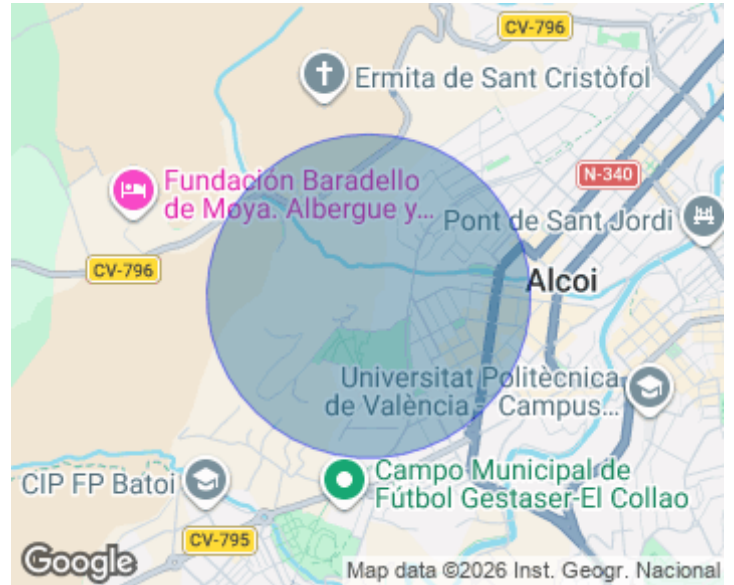 CV-796
Ermita de Sant Cristòfol
N-340
Fundación Baradello
de Moya. Albergue y...
Pont de Sant Jordi
CV-796
Alcoi
Universitat Politècnica
de València - Campus...
CIP FP Batoi
Campo Municipal de
Fútbol Gestaser-El Collao
CV-795
Google
Map data ©2026 Inst. Geogr. Nacional